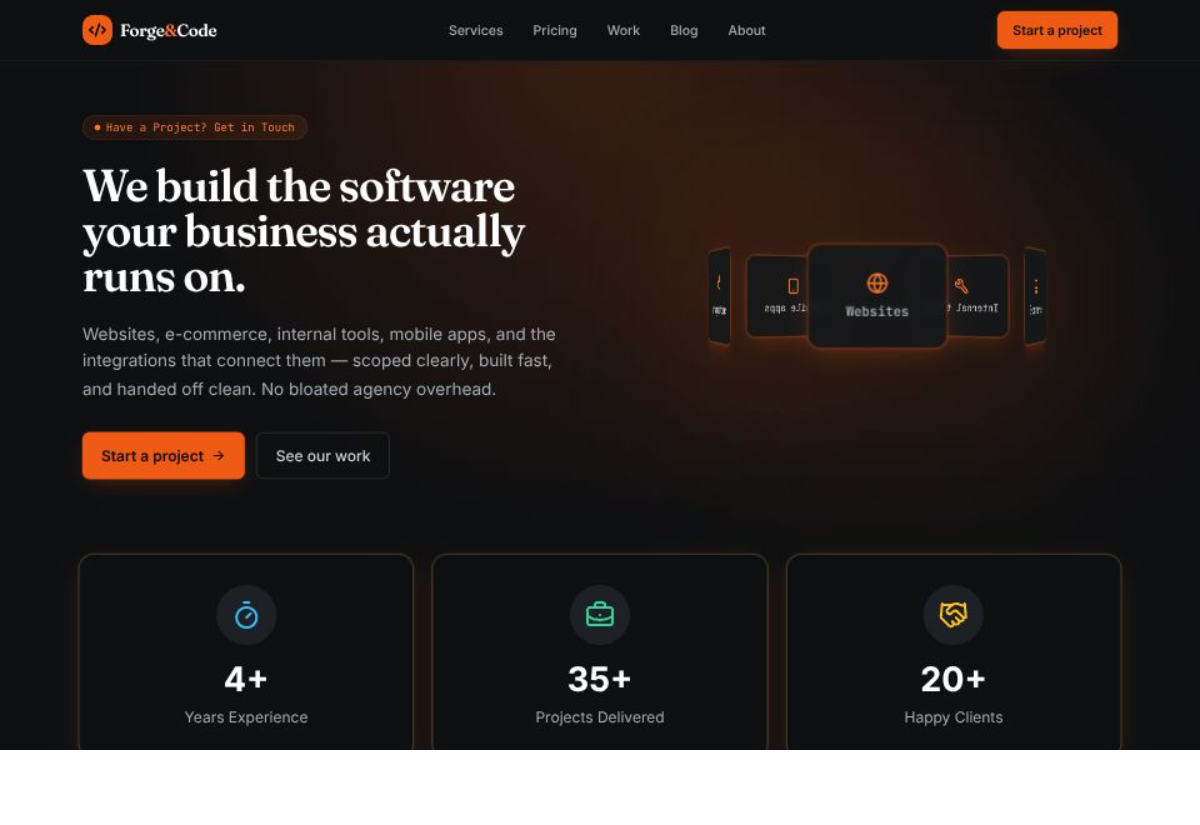 Forge&Code
Services
Pricing
Work
Blog
About
Start a project
Have a Project? Get in Touch
We build the software
your business actually
runs on.
Websites, e-commerce, internal tools, mobile apps, and the
integrations that connect them — scoped clearly, built fast,
and handed off clean. No bloated agency overhead.
Start a project →
See our work
Websites
Internal
4+
Years Experience
35+
Projects Delivered
20+
Happy Clients